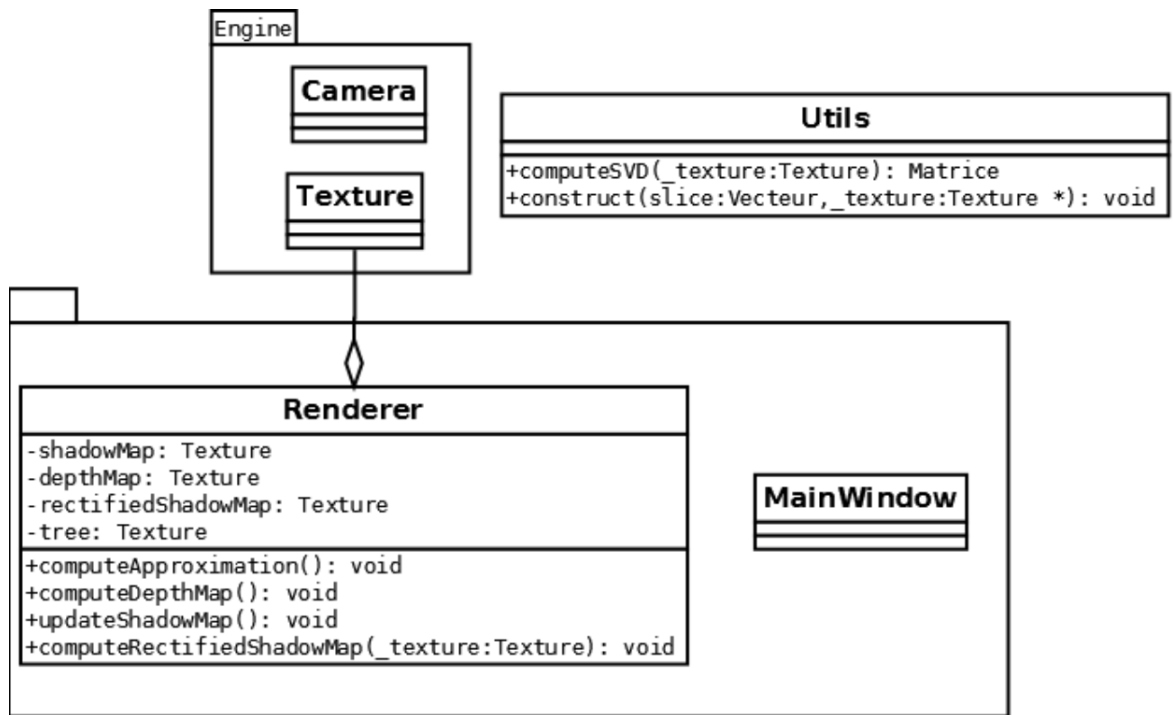 Engine
Camera
Texture
Utils
+computeSVD(_texture:Texture): Matrice
+construct(slice:Vecteur,_texture:Texture *): void
Renderer
-shadowMap: Texture
-depthMap: Texture
-rectifiedShadowMap: Texture
-tree: Texture
+computeApproximation(): void
+computeDepthMap(): void
+updateShadowMap(): void
+computeRectifiedShadowMap(_texture:Texture): void
MainWindow